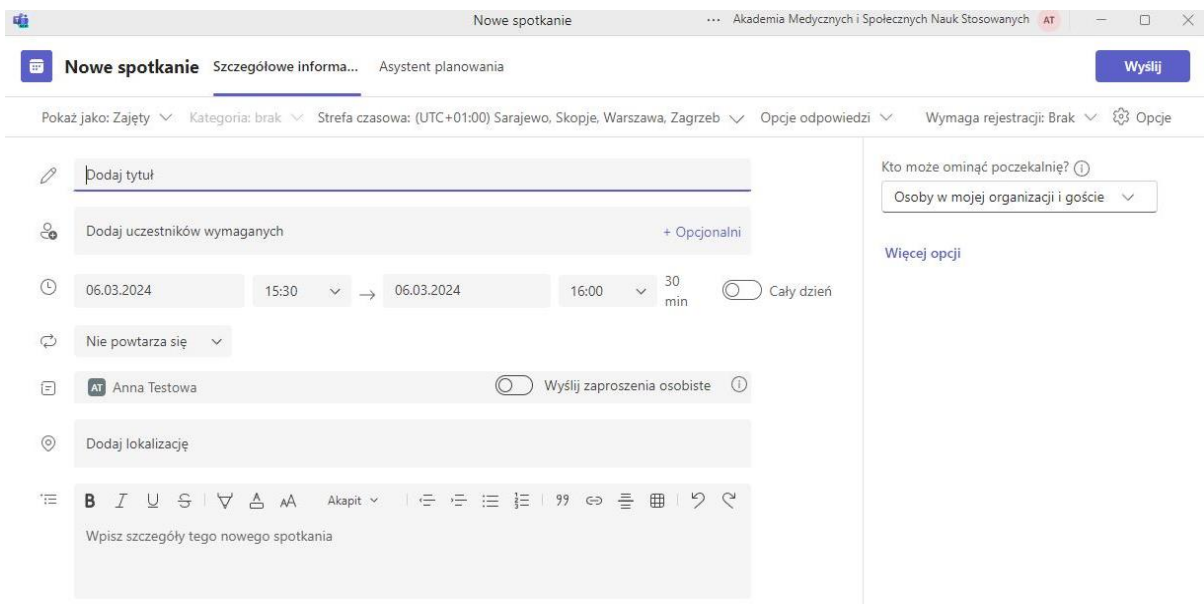 Nowe spotkanie ··· Akademia Medycznych i Społecznych Nauk Stosowanych AT
Nowe spotkanie Szczegółowe informa... Asystent planowania Wyślij
Pokaż jako: Zajęty Kategoria: brak Strefa czasowa: (UTC+01:00) Sarajewo, Skopje, Warszawa, Zagrzeb Opcje odpowiedzi Wymaga rejestracji: Brak Opcje
Dodaj tytuł
Dodaj uczestników wymaganych + Opcjonalni
06.03.2024 15:30 → 06.03.2024 16:00 30 min Cały dzień
Nie powtarza się
AT Anna Testowa Wyślij zaproszenia osobiste
Dodaj lokalizację
B I U S A AA Akapit 99
Wpisz szczegóły tego nowego spotkania
Kto może ominąć poczekalnię?
Osoby w mojej organizacji i goście
Więcej opcji